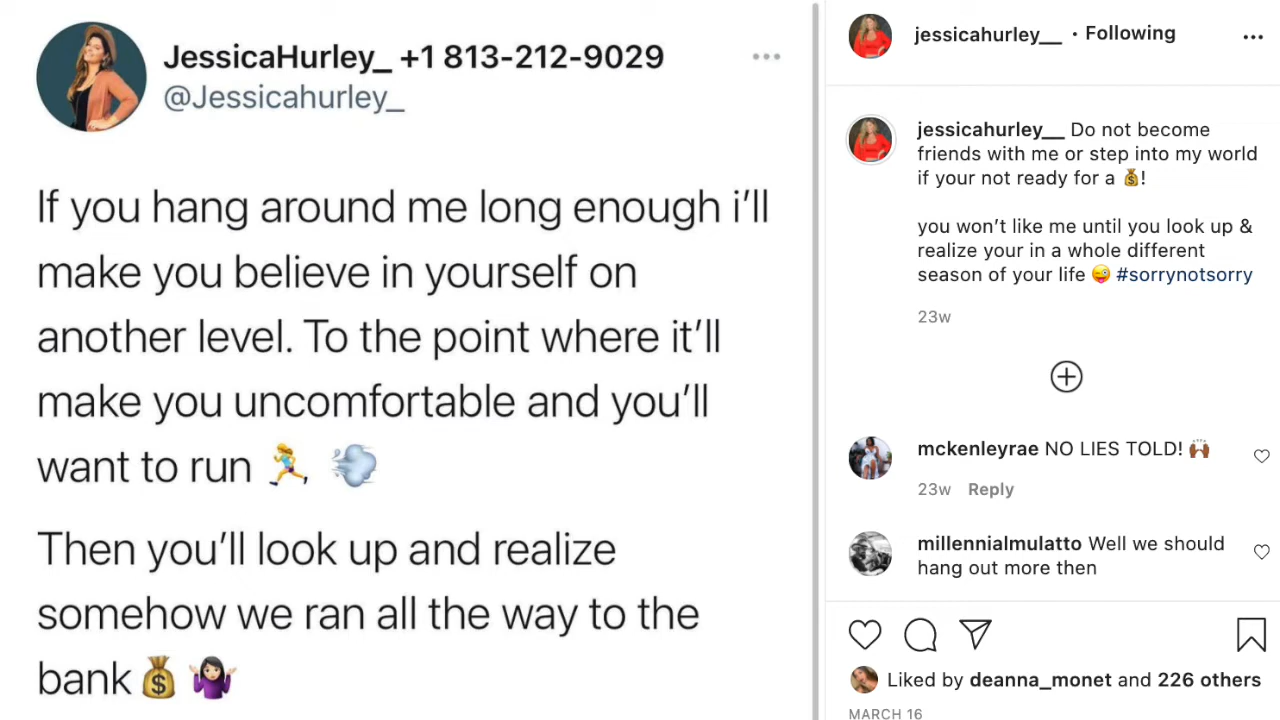 JessicaHurley_ +1 813-212-9029
@Jessicahurley_
If you hang around me long enough i’ll
make you believe in yourself on
another level. To the point where it’ll
make you uncomfortable and you’ll
want to run 🏃‍♀️ 💨
Then you’ll look up and realize
somehow we ran all the way to the
bank 💰 🤷🏻‍♀️
jessicahurley__ • Following
jessicahurley__ Do not become
friends with me or step into my world
if your not ready for a 💰!
you won’t like me until you look up &
realize your in a whole different
season of your life 😜 #sorrynotsorry
23w
mckenleyrae NO LIES TOLD! 🙌🏾
23w Reply
millennialmulatto Well we should
hang out more then
Liked by deanna_monet and 226 others
MARCH 16